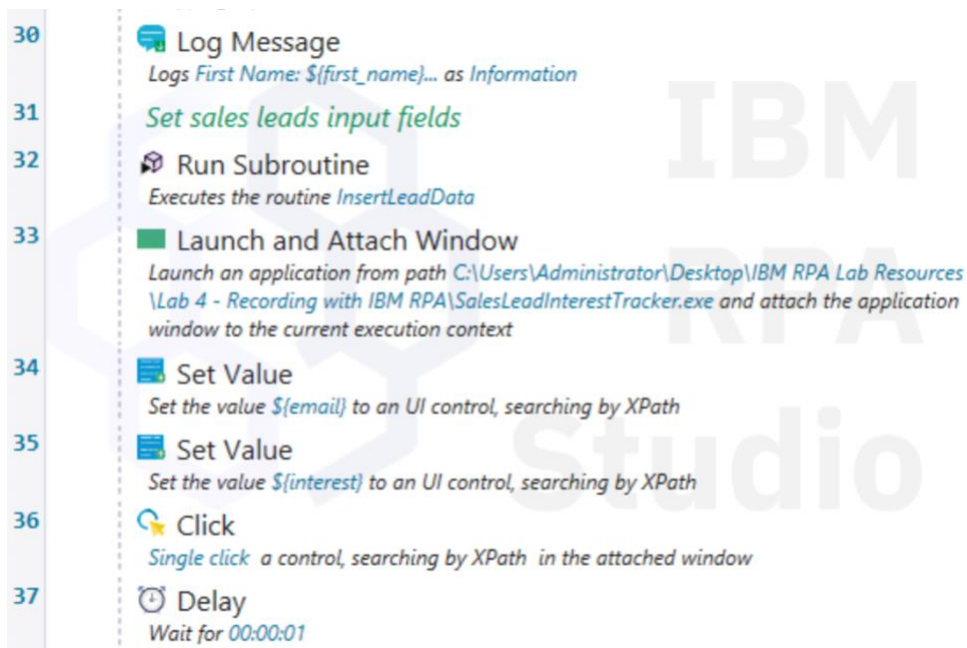 30 Log Message
Logs First Name: ${first_name}... as Information
31 Set sales leads input fields
32 Run Subroutine
Executes the routine InsertLeadData
33 Launch and Attach Window
Launch an application from path C:\Users\Administrator\Desktop\IBM RPA Lab Resources
\Lab 4 - Recording with IBM RPA\SalesLeadInterestTracker.exe and attach the application
window to the current execution context
34 Set Value
Set the value ${email} to an UI control, searching by XPath
35 Set Value
Set the value ${interest} to an UI control, searching by XPath
36 Click
Single click a control, searching by XPath in the attached window
37 Delay
Wait for 00:00:01
IBM
RPA
Studio